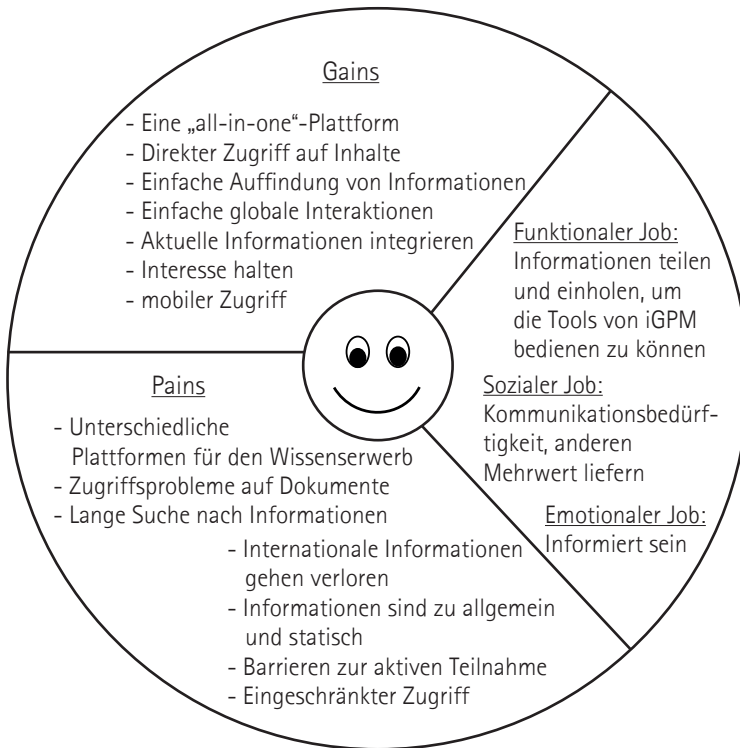 Gains
- Eine „all-in-one“-Plattform
- Direkter Zugriff auf Inhalte
- Einfache Auffindung von Informationen
- Einfache globale Interaktionen
- Aktuelle Informationen integrieren
- Interesse halten
- mobiler Zugriff
Funktionaler Job:
Informationen teilen
und einholen, um
die Tools von iGPM
bedienen zu können
Sozialer Job:
Kommunikationsbedürf-
tigkeit, anderen
Mehrwert liefern
Emotionaler Job:
Informiert sein
Pains
- Unterschiedliche
Plattformen für den Wissenserwerb
- Zugriffsprobleme auf Dokumente
- Lange Suche nach Informationen
- Internationale Informationen
gehen verloren
- Informationen sind zu allgemein
und statisch
- Barrieren zur aktiven Teilnahme
- Eingeschränkter Zugriff